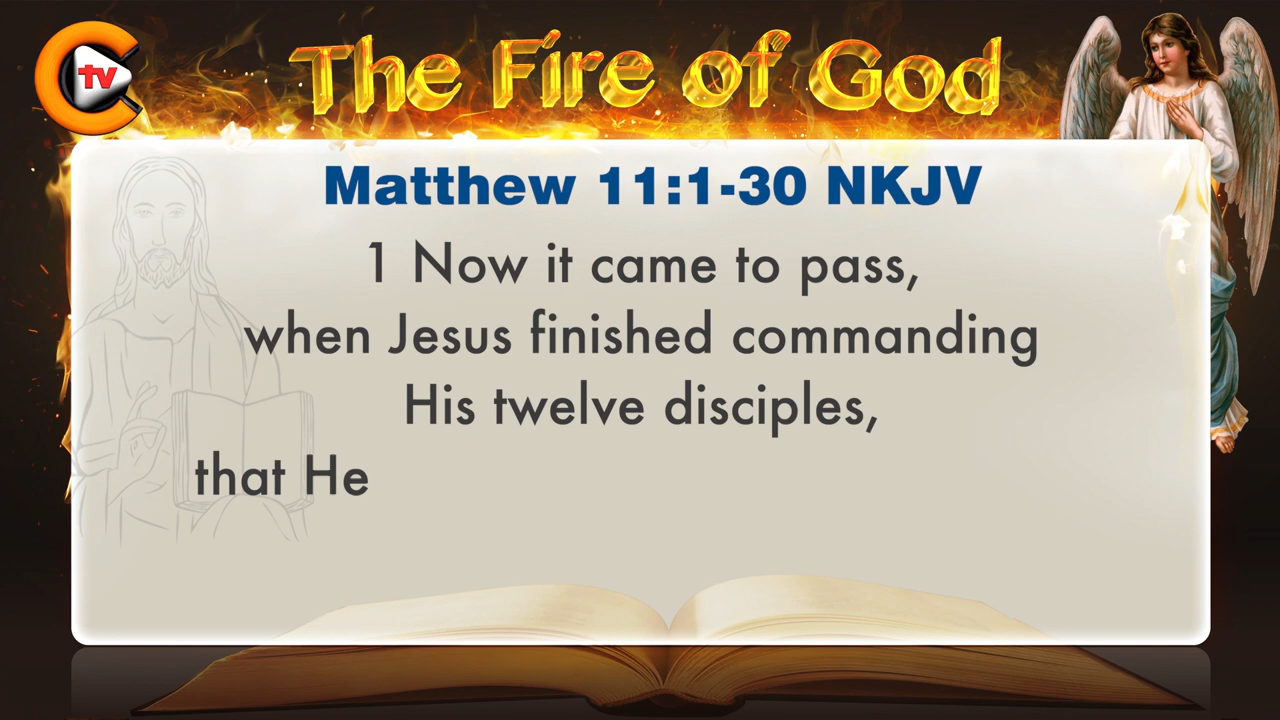 tv
The Fire of God
Matthew 11:1-30 NKJV
1 Now it came to pass,
when Jesus finished commanding
His twelve disciples,
that He